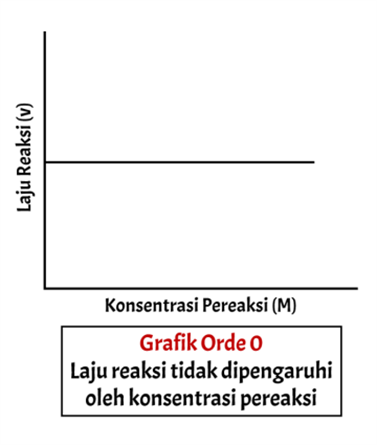 Laju Reaksi (v)
Konsentrasi Pereaksi (M)
Grafik Orde 0
Laju reaksi tidak dipengaruhi
oleh konsentrasi pereaksi